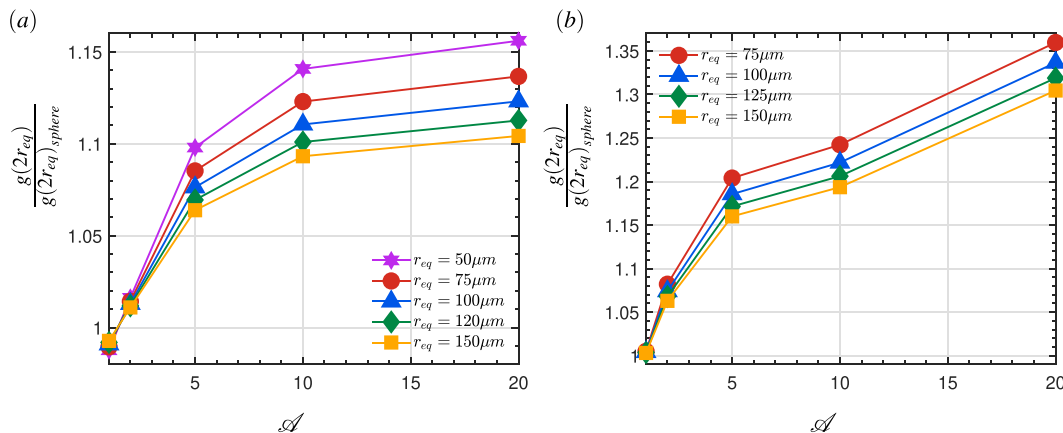 (a)
1.15
1.1
1.05
1
g(2r_eq)
g(2r_eq)_sphere
r_eq = 50μm
r_eq = 75μm
r_eq = 100μm
r_eq = 120μm
r_eq = 150μm
5 10 15 20
𝒜
(b)
1.35
1.3
1.25
1.2
1.15
1.1
1.05
1
g(2r_eq)
g(2r_eq)_sphere
r_eq = 75μm
r_eq = 100μm
r_eq = 125μm
r_eq = 150μm
5 10 15 20
𝒜